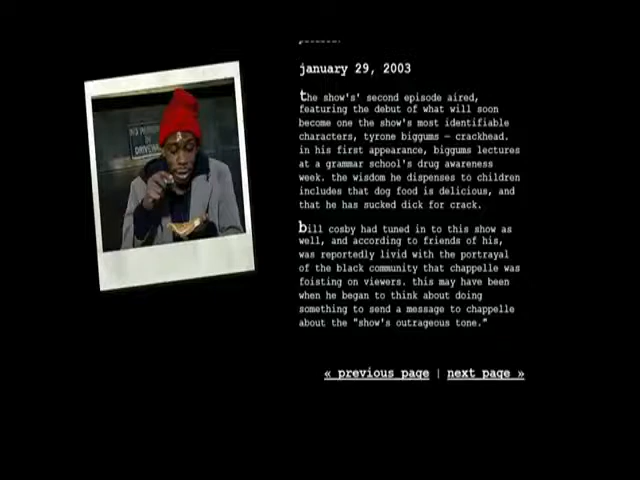 january 29, 2003
the show's' second episode aired,
featuring the debut of what will soon
become one the show's most identifiable
characters, tyrone biggums — crackhead.
in his first appearance, biggums lectures
at a grammar school's drug awareness
week. the wisdom he dispenses to children
includes that dog food is delicious, and
that he has sucked dick for crack.
bill cosby had tuned in to this show as
well, and according to friends of his,
was reportedly livid with the portrayal
of the black community that chappelle was
foisting on viewers. this may have been
when he began to think about doing
something to send a message to chappelle
about the "show's outrageous tone."
« previous page | next page »